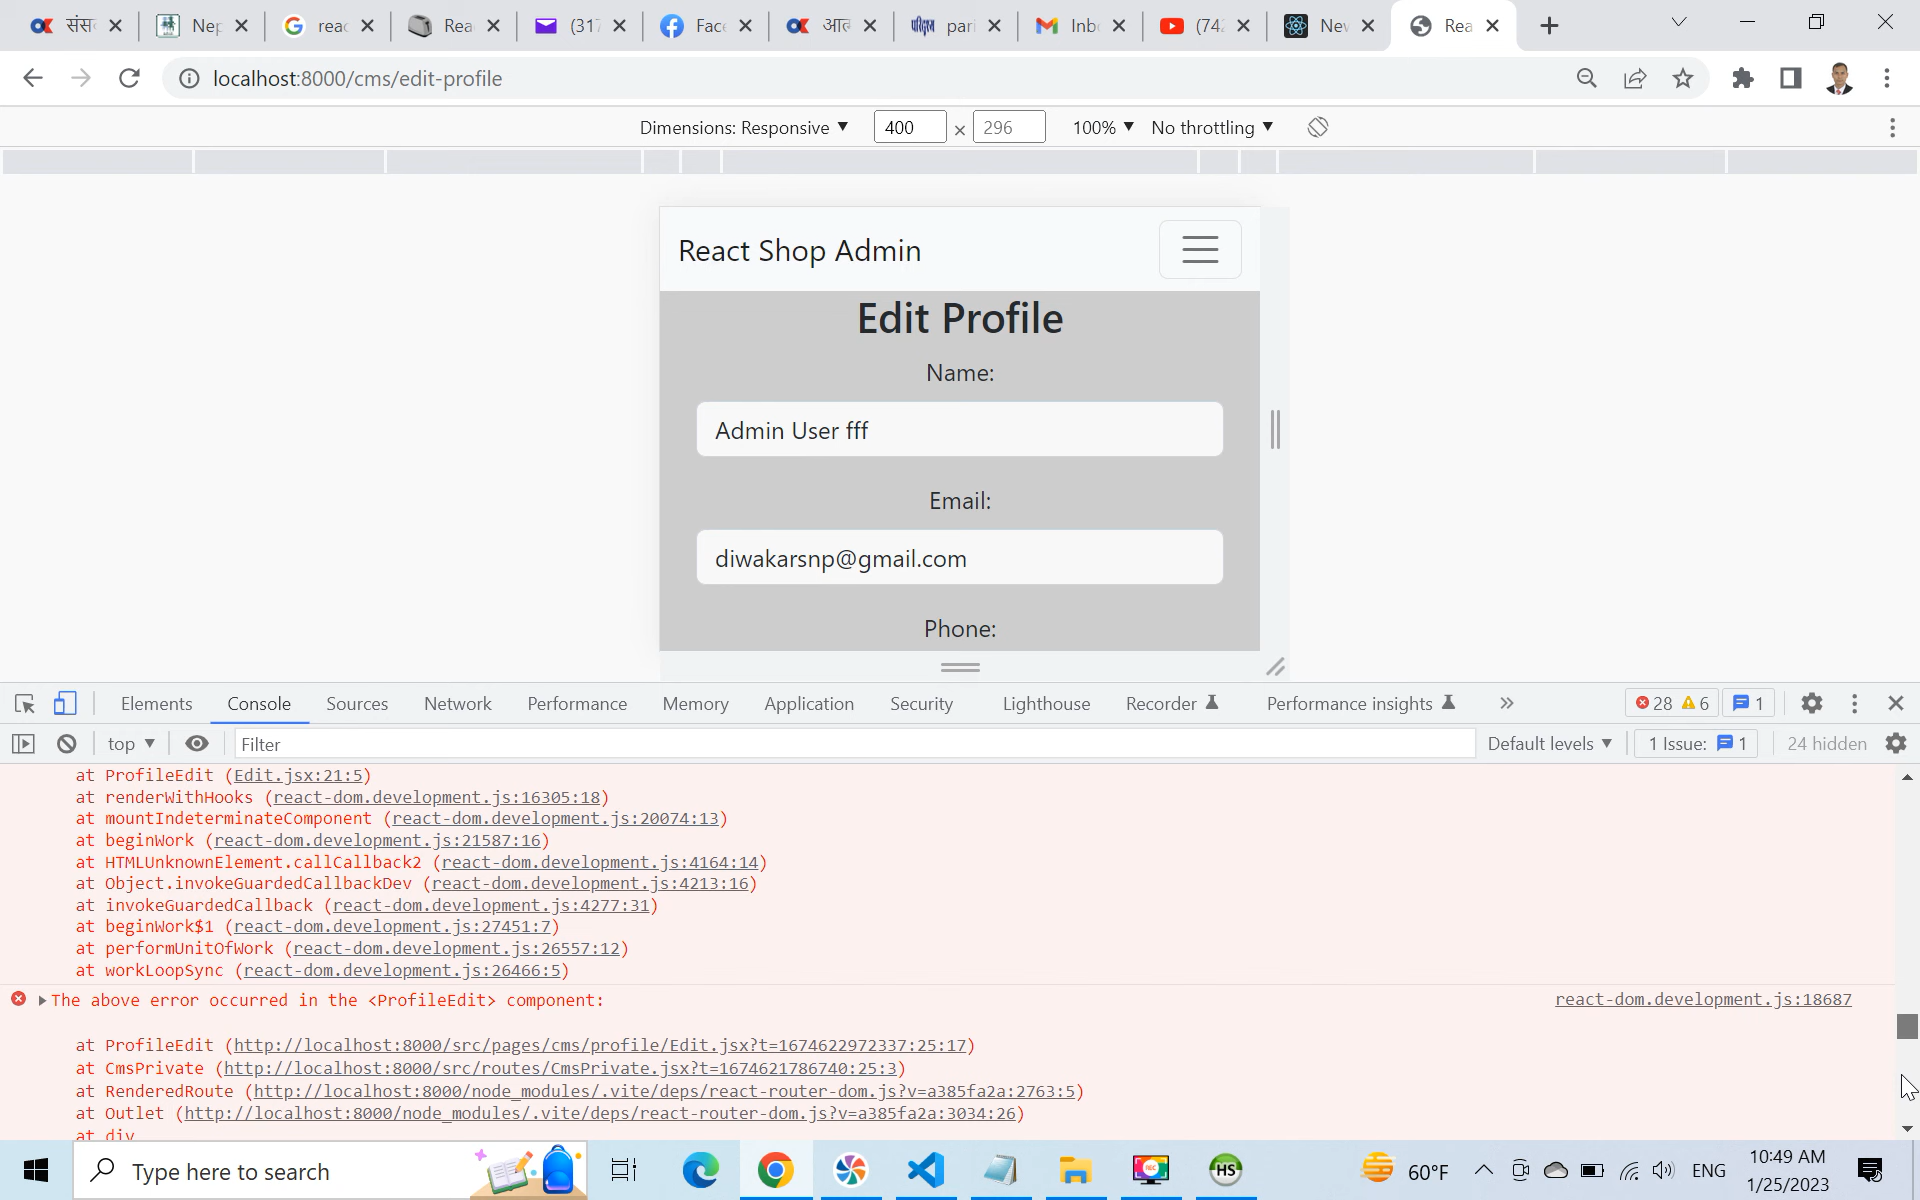 संस
Nep
reac
Rea
(317
Face
आर
परिदृश्य pari
Inbo
(742
New
Rea
localhost:8000/cms/edit-profile
Dimensions: Responsive 400 × 296 100% No throttling
React Shop Admin
Edit Profile
Name:
Admin User fff
Email:
diwakarsnp@gmail.com
Phone:
Elements Console Sources Network Performance Memory Application Security Lighthouse Recorder Performance insights 28 6 1
top Filter Default levels 1 Issue: 1 24 hidden
at ProfileEdit (Edit.jsx:21:5)
at renderWithHooks (react-dom.development.js:16305:18)
at mountIndeterminateComponent (react-dom.development.js:20074:13)
at beginWork (react-dom.development.js:21587:16)
at HTMLUnknownElement.callCallback2 (react-dom.development.js:4164:14)
at Object.invokeGuardedCallbackDev (react-dom.development.js:4213:16)
at invokeGuardedCallback (react-dom.development.js:4277:31)
at beginWork$1 (react-dom.development.js:27451:7)
at performUnitOfWork (react-dom.development.js:26557:12)
at workLoopSync (react-dom.development.js:26466:5)
The above error occurred in the <ProfileEdit> component: react-dom.development.js:18687
at ProfileEdit (http://localhost:8000/src/pages/cms/profile/Edit.jsx?t=1674622972337:25:17)
at CmsPrivate (http://localhost:8000/src/routes/CmsPrivate.jsx?t=1674621786740:25:3)
at RenderedRoute (http://localhost:8000/node_modules/.vite/deps/react-router-dom.js?v=a385fa2a:2763:5)
at Outlet (http://localhost:8000/node_modules/.vite/deps/react-router-dom.js?v=a385fa2a:3034:26)
at div
Type here to search
REC
HS
60°F
ENG
10:49 AM
1/25/2023